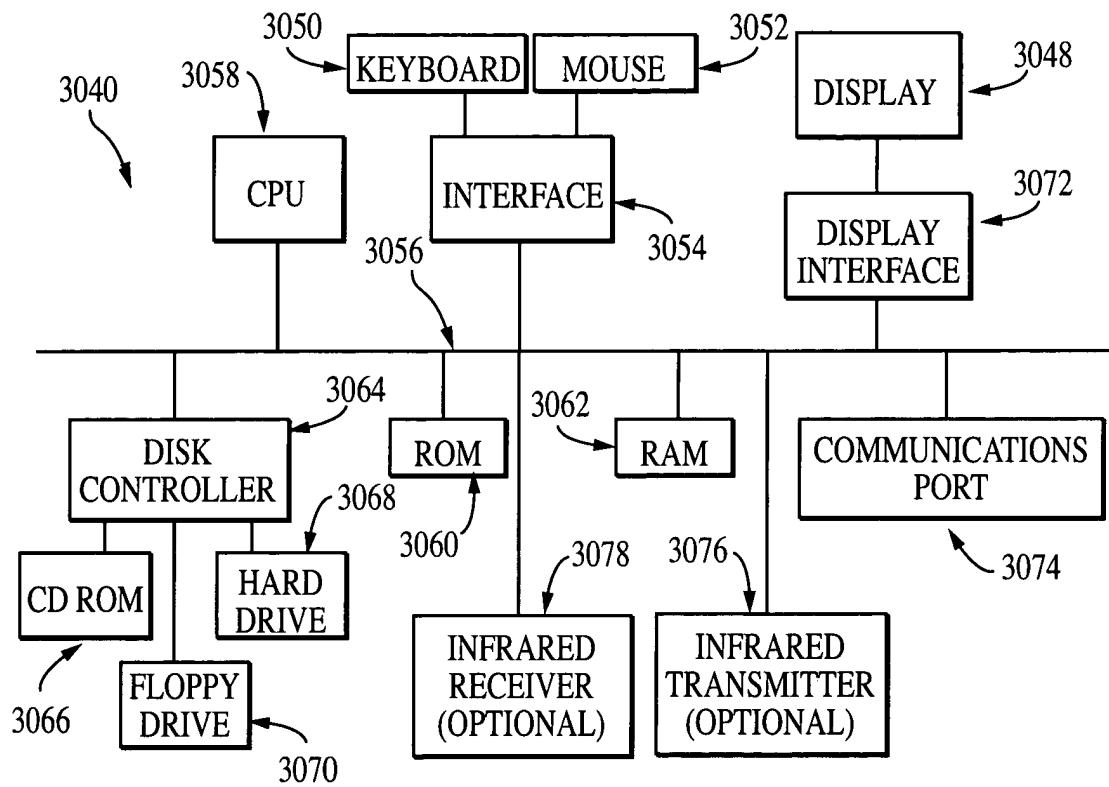 3050
KEYBOARD
MOUSE
3052
3058
3040
CPU
INTERFACE
3054
DISPLAY
3048
3072
DISPLAY
INTERFACE
3056
3064
DISK
CONTROLLER
3068
ROM
3060
3062
RAM
COMMUNICATIONS
PORT
3074
CD ROM
3066
HARD
DRIVE
FLOPPY
DRIVE
3070
3078
INFRARED
RECEIVER
(OPTIONAL)
3076
INFRARED
TRANSMITTER
(OPTIONAL)